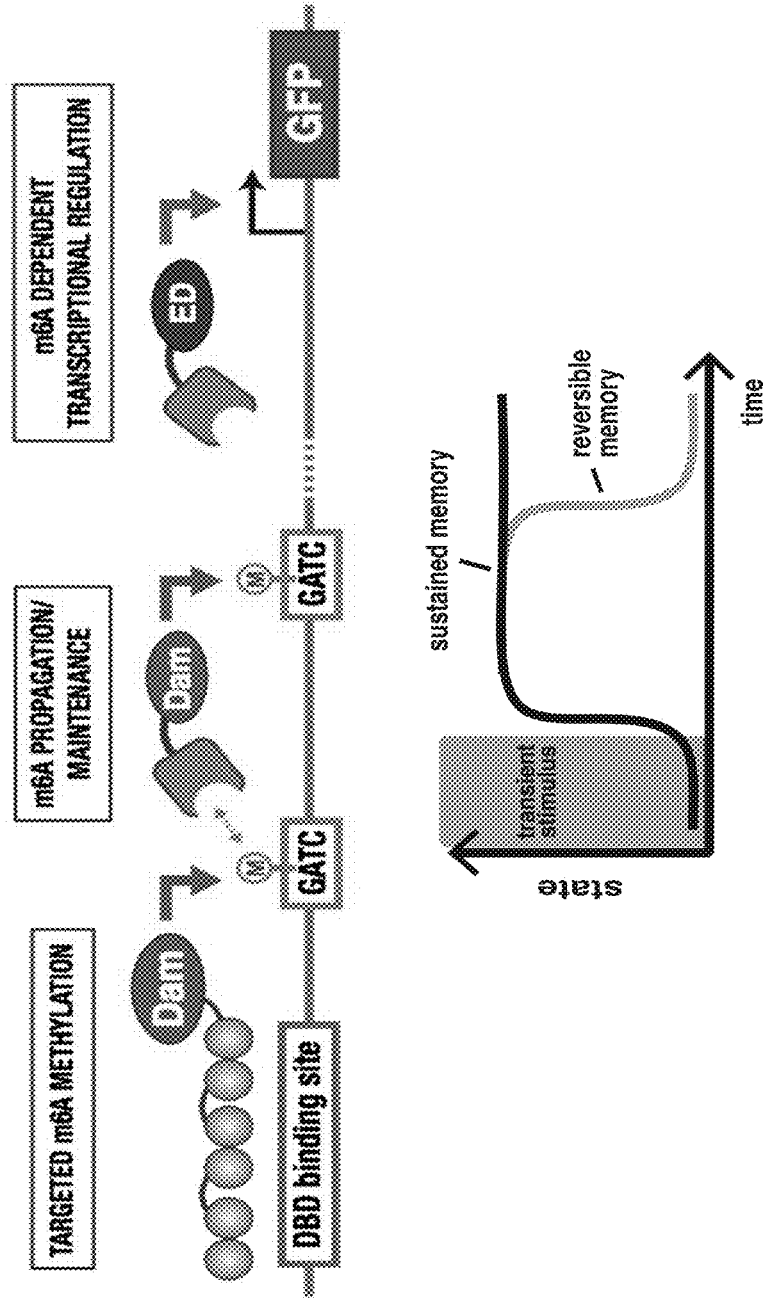 TARGETED m6A METHYLATION
m6A PROPAGATION/
MAINTENANCE
m6A DEPENDENT
TRANSCRIPTIONAL REGULATION
Dam
Dam
ED
M
M
DBD binding site
GATC
GATC
GFP
state
transient
stimulus
sustained memory
reversible
memory
time